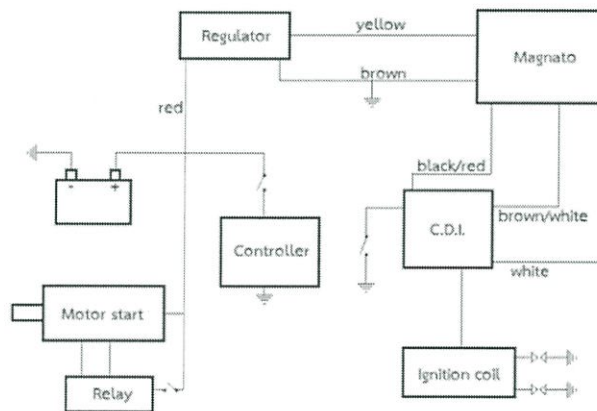 yellow
Regulator
Magnato
brown
red
black/red
- +
C.D.I.
brown/white
Controller
white
Motor start
Ignition coil
Relay